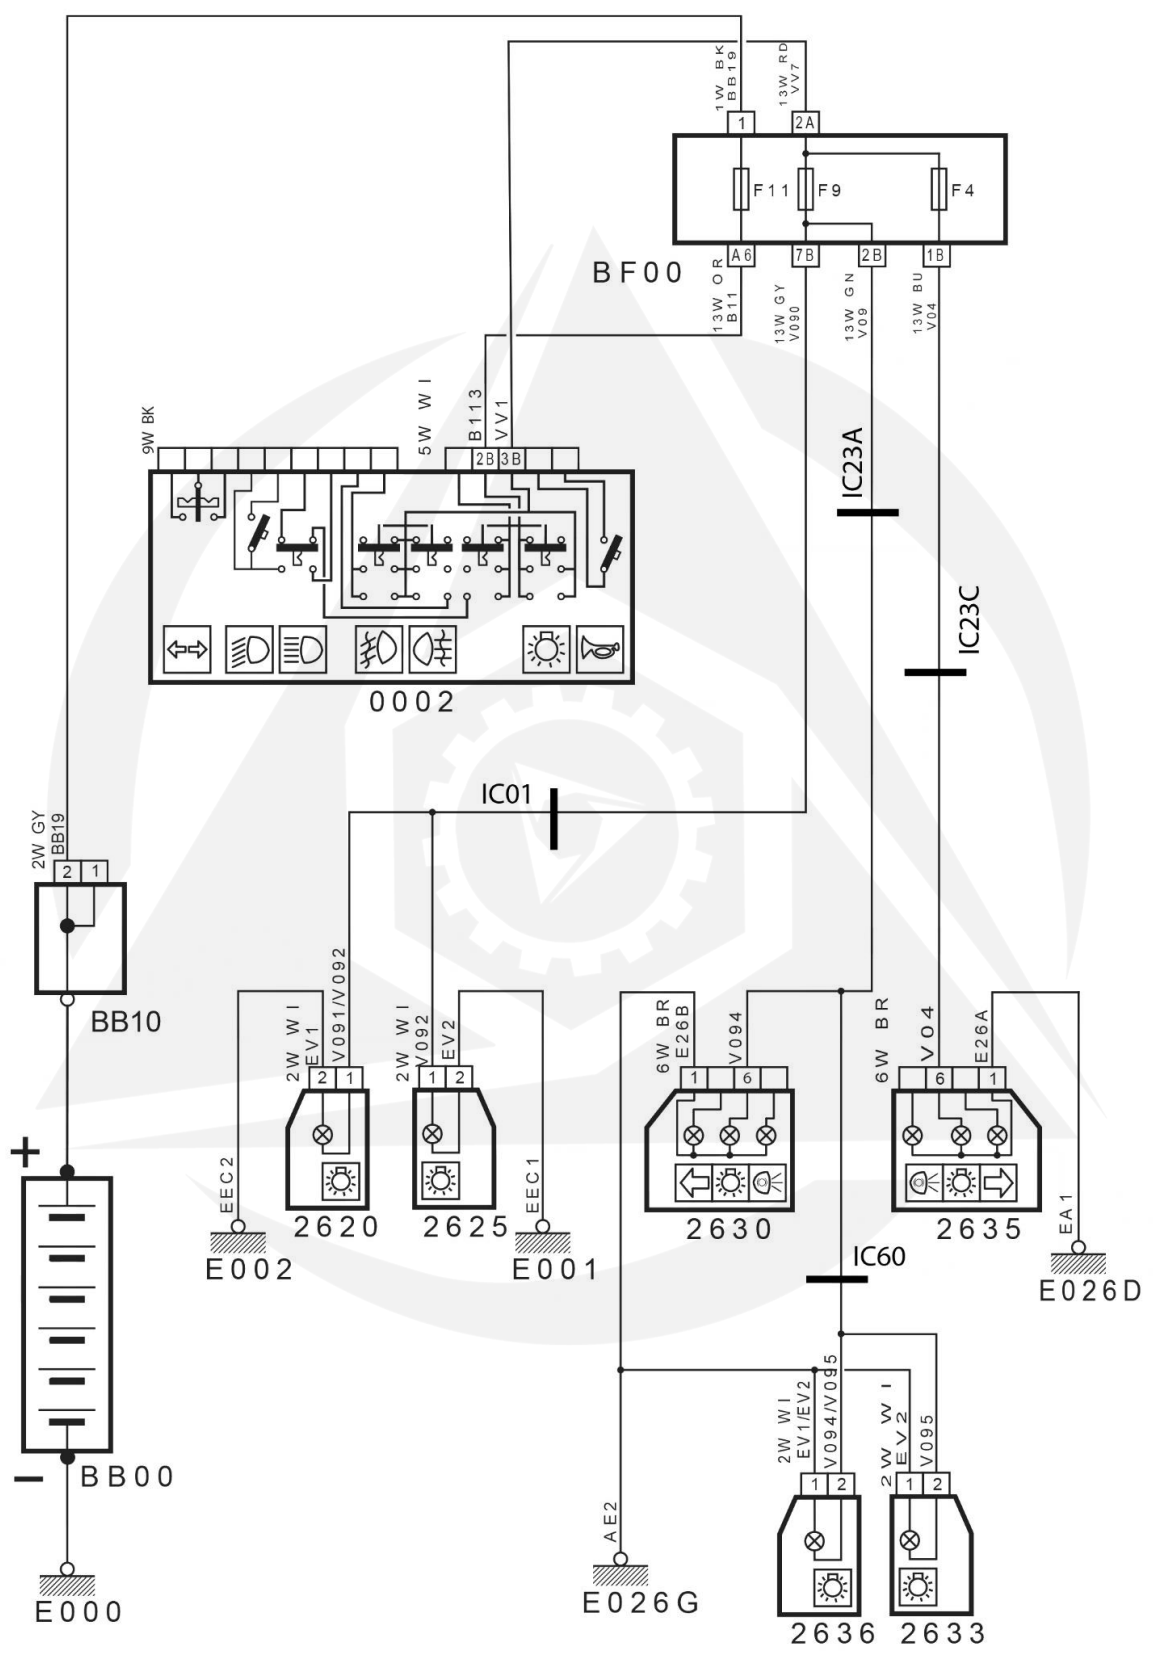 1W BK
BB19
13W RD
VV7
1
2A
F11
F9
F4
A6
7B
2B
1B
BF00
13W OR
B11
13W GY
V090
13W GN
V09
13W BU
V04
9W BK
5W WI
B113
VV1
2B
3B
IC23A
IC23C
0002
IC01
2W GY
BB19
2
1
BB10
2W WI
EV1
V091/V092
2W WI
V092
EV2
6W BR
E26B
V094
6W BR
V04
E26A
2
1
1
2
1
6
6
1
EEC2
EEC1
EA1
2620
2625
2630
2635
E002
E001
IC60
E026D
+
−
BB00
2W WI
EV1/EV2
V094/V095
2W WI
EV2
V095
1
2
1
2
AE2
E000
E026G
2636
2633